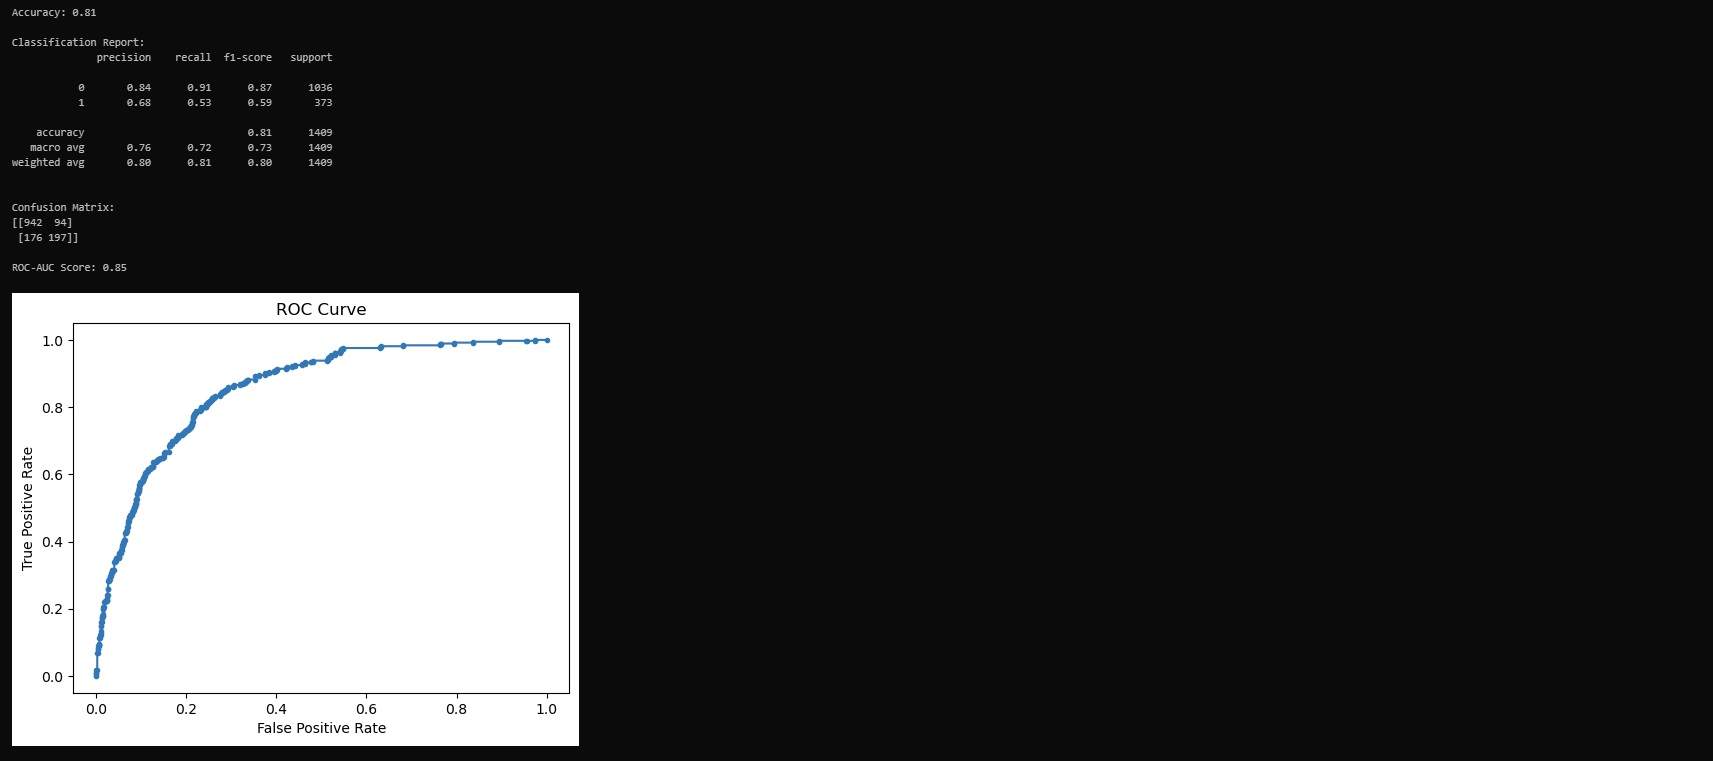 Accuracy: 0.81
Classification Report:
precision recall f1-score support
0 0.84 0.91 0.87 1036
1 0.68 0.53 0.59 373
accuracy 0.81 1409
macro avg 0.76 0.72 0.73 1409
weighted avg 0.80 0.81 0.80 1409
Confusion Matrix:
[[942 94]
[176 197]]
ROC-AUC Score: 0.85
ROC Curve
1.0
0.8
0.6
0.4
0.2
0.0
True Positive Rate
0.0 0.2 0.4 0.6 0.8 1.0
False Positive Rate